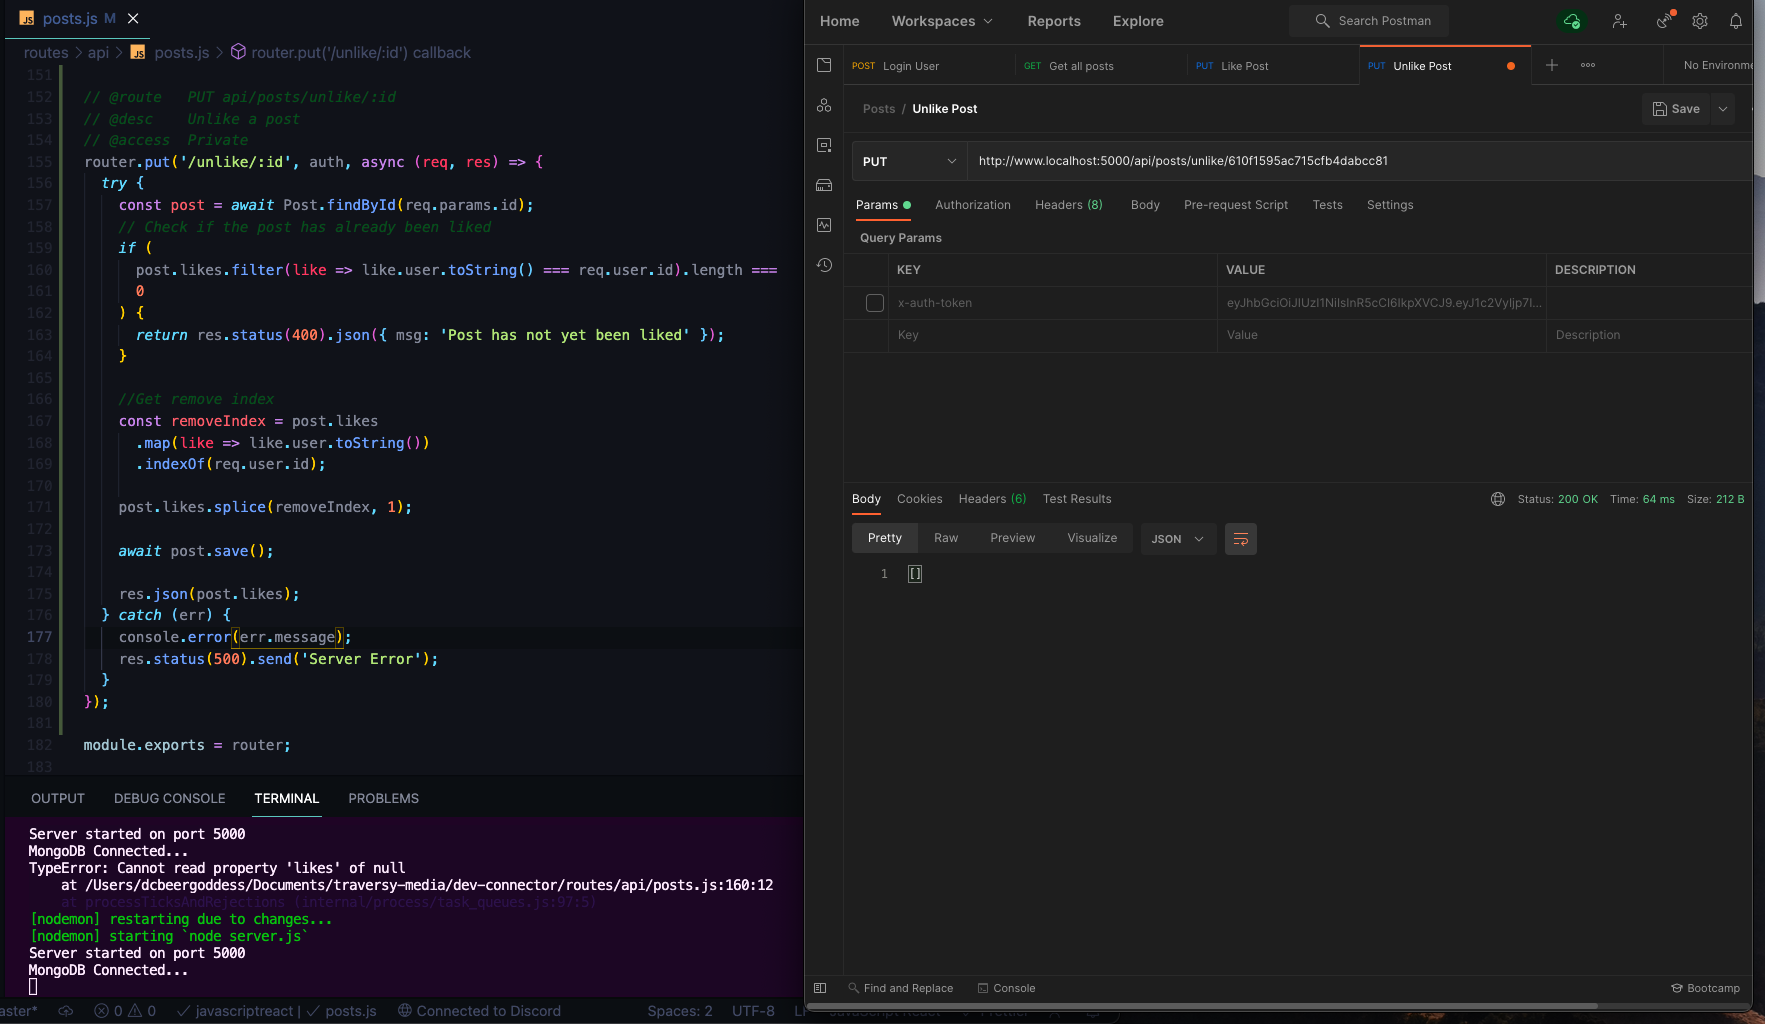 posts.js M
routes > api > posts.js > router.put('/unlike/:id') callback
151
152 // @route   PUT api/posts/unlike/:id
153 // @desc    Unlike a post
154 // @access  Private
155 router.put('/unlike/:id', auth, async (req, res) => {
156   try {
157     const post = await Post.findById(req.params.id);
158     // Check if the post has already been liked
159     if (
160       post.likes.filter(like => like.user.toString() === req.user.id).length ===
161       0
162     ) {
163       return res.status(400).json({ msg: 'Post has not yet been liked' });
164     }
165
166     //Get remove index
167     const removeIndex = post.likes
168       .map(like => like.user.toString())
169       .indexOf(req.user.id);
170
171     post.likes.splice(removeIndex, 1);
172
173     await post.save();
174
175     res.json(post.likes);
176   } catch (err) {
177     console.error(err.message);
178     res.status(500).send('Server Error');
179   }
180 });
181
182 module.exports = router;
183
OUTPUT DEBUG CONSOLE TERMINAL PROBLEMS
Server started on port 5000
MongoDB Connected...
TypeError: Cannot read property 'likes' of null
    at /Users/dcbeergoddess/Documents/traversy-media/dev-connector/routes/api/posts.js:160:12
    at processTicksAndRejections (internal/process/task_queues.js:97:5)
[nodemon] restarting due to changes...
[nodemon] starting `node server.js`
Server started on port 5000
MongoDB Connected...
aster* 0 0 javascriptreact | posts.js Connected to Discord Spaces: 2 UTF-8
Home Workspaces Reports Explore Search Postman
POST Login User GET Get all posts PUT Like Post PUT Unlike Post No Environme
Posts / Unlike Post Save
PUT http://www.localhost:5000/api/posts/unlike/610f1595ac715cfb4dabcc81
Params Authorization Headers (8) Body Pre-request Script Tests Settings
Query Params
KEY VALUE DESCRIPTION
x-auth-token
Key Value Description
Body Cookies Headers (6) Test Results Status: 200 OK Time: 64 ms Size: 212 B
Pretty Raw Preview Visualize JSON
1 []
Find and Replace Console Bootcamp